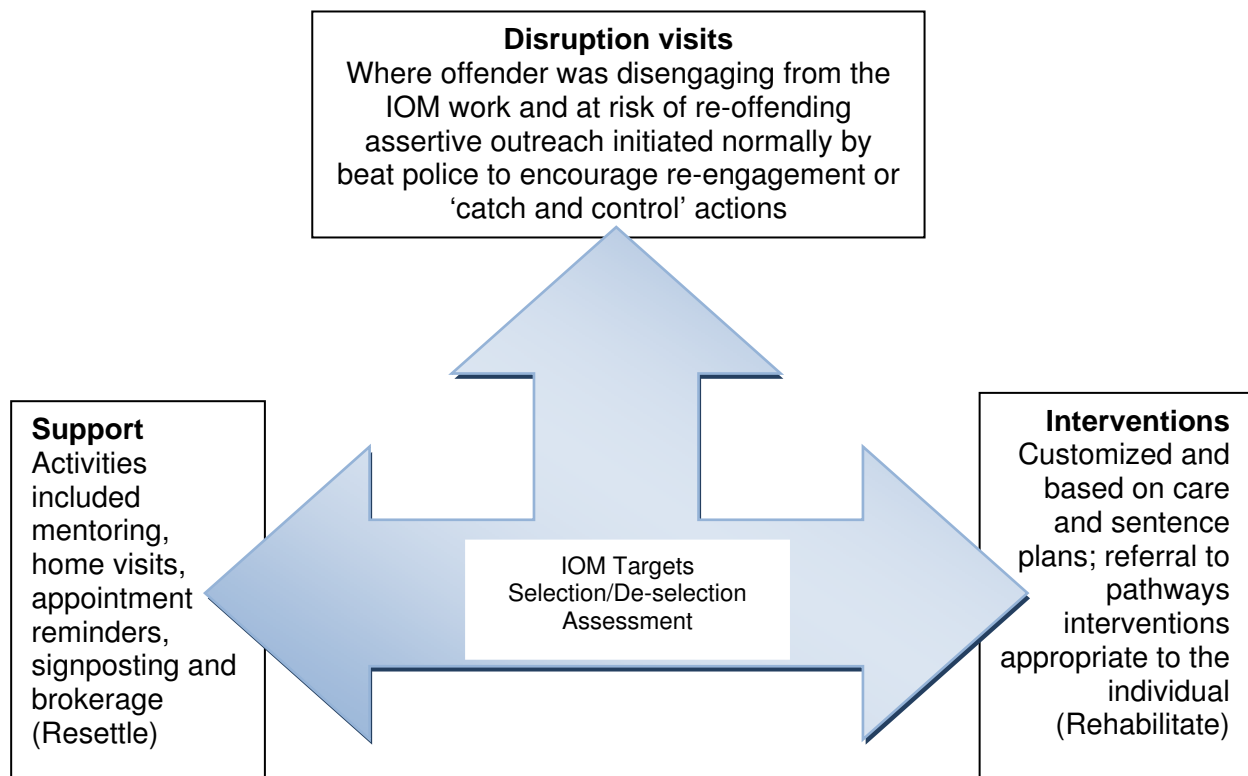 Disruption visits
Where offender was disengaging from the
IOM work and at risk of re-offending
assertive outreach initiated normally by
beat police to encourage re-engagement or
‘catch and control’ actions
Support
Activities
included
mentoring,
home visits,
appointment
reminders,
signposting and
brokerage
(Resettle)
IOM Targets
Selection/De-selection
Assessment
Interventions
Customized and
based on care
and sentence
plans; referral to
pathways
interventions
appropriate to the
individual
(Rehabilitate)